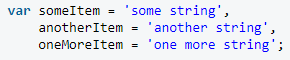 var someItem = 'some string',
    anotherItem = 'another string',
    oneMoreItem = 'one more string';